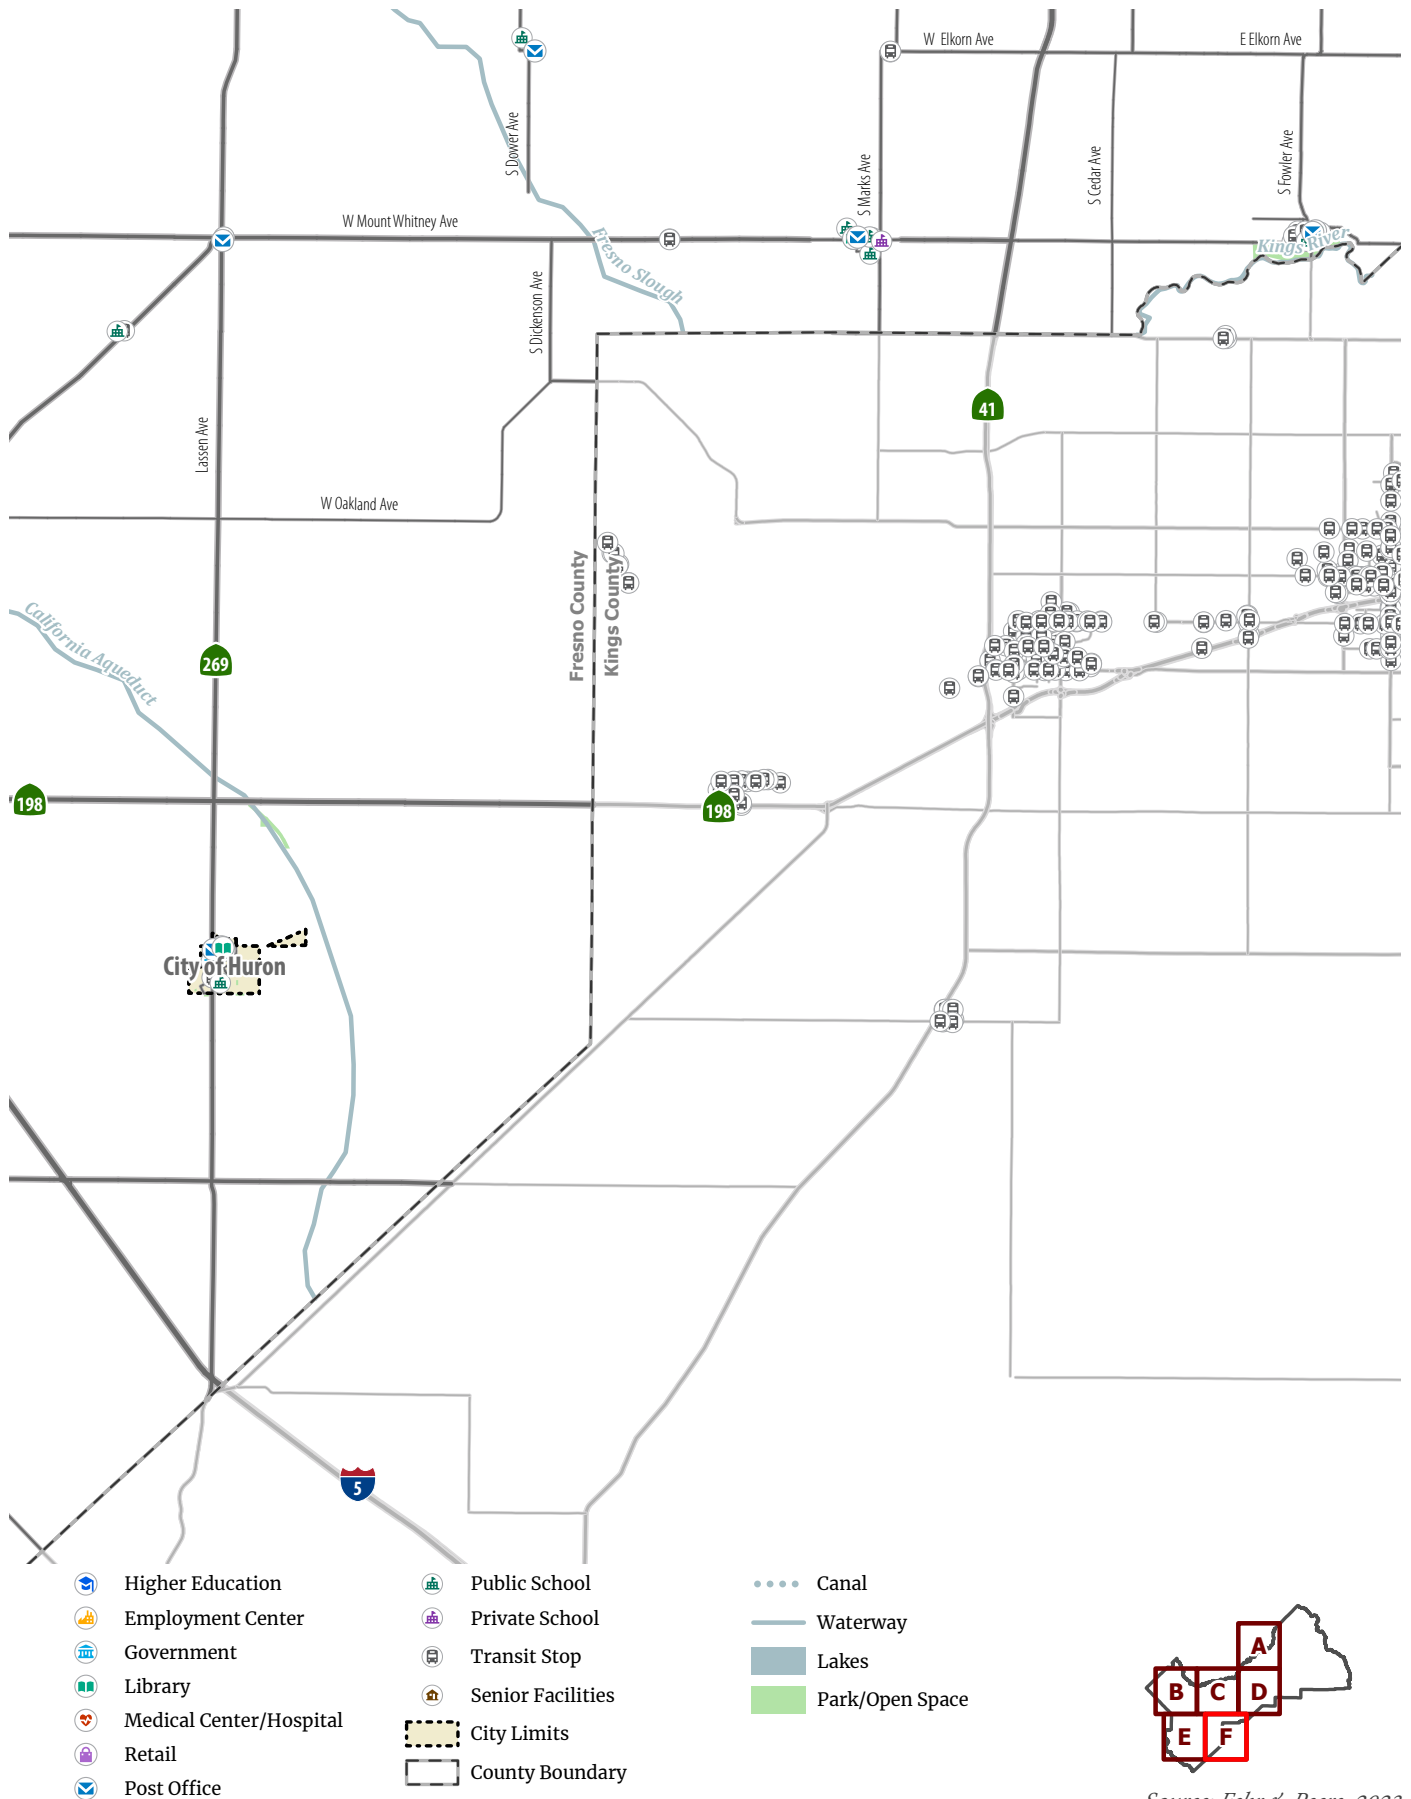 W Elkorn Ave
E Elkorn Ave
S Dower Ave
S Marks Ave
S Cedar Ave
S Fowler Ave
W Mount Whitney Ave
Fresno Slough
Kings River
S Dickenson Ave
41
Lassen Ave
W Oakland Ave
Fresno County
Kings County
California Aqueduct
269
198
198
City of Huron
5
Higher Education
Employment Center
Government
Library
Medical Center/Hospital
Retail
Post Office
Public School
Private School
Transit Stop
Senior Facilities
City Limits
County Boundary
Canal
Waterway
Lakes
Park/Open Space
A
B
C
D
E
F